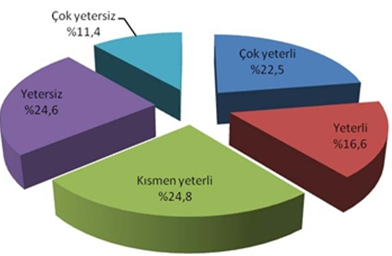 Çok yetersiz
%11,4
Çok yeterli
%22,5
Yetersiz
%24,6
Yeterli
%16,6
Kısmen yeterli
%24,8